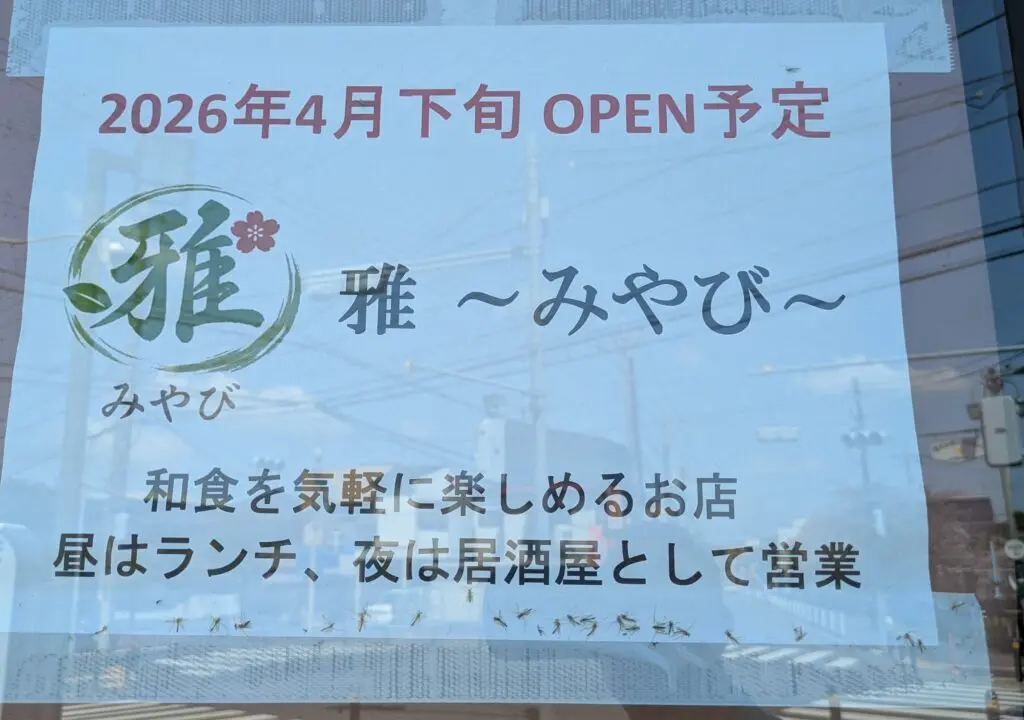 2026年4月下旬 OPEN予定
雅
みやび
雅 ～みやび～
和食を気軽に楽しめるお店
昼はランチ、夜は居酒屋として営業